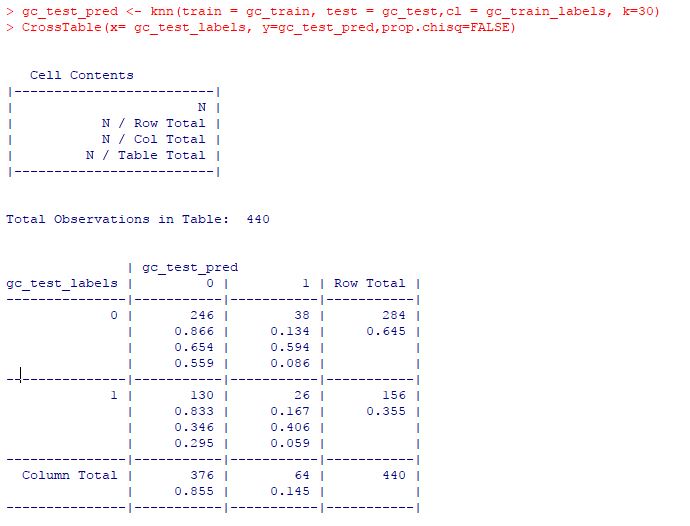 > gc_test_pred <- knn(train = gc_train, test = gc_test,cl = gc_train_labels, k=30)
> CrossTable(x= gc_test_labels, y=gc_test_pred,prop.chisq=FALSE)
Cell Contents
|-------------------------|
| N |
| N / Row Total |
| N / Col Total |
| N / Table Total |
|-------------------------|
Total Observations in Table: 440
| gc_test_pred
gc_test_labels | 0 | 1 | Row Total |
---------------|-----------|-----------|-----------|
0 | 246 | 38 | 284 |
| 0.866 | 0.134 | 0.645 |
| 0.654 | 0.594 | |
| 0.559 | 0.086 | |
---------------|-----------|-----------|-----------|
1 | 130 | 26 | 156 |
| 0.833 | 0.167 | 0.355 |
| 0.346 | 0.406 | |
| 0.295 | 0.059 | |
---------------|-----------|-----------|-----------|
Column Total | 376 | 64 | 440 |
| 0.855 | 0.145 | |
---------------|-----------|-----------|-----------|